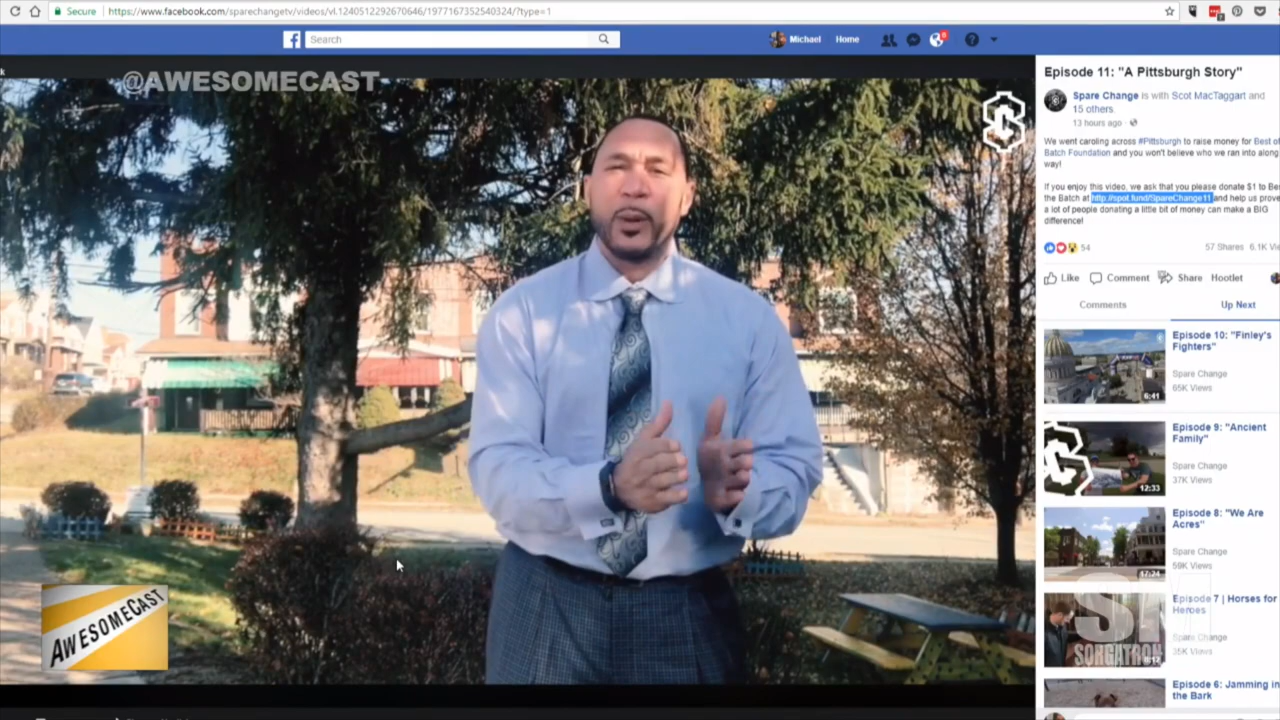 Secure
https://www.facebook.com/sparechangetv/videos/vl.1240512292670646/1977167352540324/?type=1
Search
Michael
Home
@AWESOMECAST
Episode 11: "A Pittsburgh Story"
Spare Change is with Scot MacTaggart and
15 others.
13 hours ago
We went caroling across #Pittsburgh to raise money for Best of
Batch Foundation and you won't believe who we ran into along
way!
If you enjoy this video, we ask that you please donate $1 to Be
the Batch at http://spot.fund/SpareChange11 and help us prove
a lot of people donating a little bit of money can make a BIG
difference!
54
57 Shares
6.1K Vi
Like
Comment
Share
Hootlet
Comments
Up Next
Episode 10: "Finley's
Fighters"
Spare Change
65K Views
6:41
Episode 9: "Ancient
Family"
Spare Change
37K Views
12:33
Episode 8: "We Are
Acres"
Spare Change
59K Views
17:24
Episode 7 | Horses for
Heroes
Spare Change
35K Views
Episode 6: Jamming in
the Bark
AWESOMECAST
SORGATRON